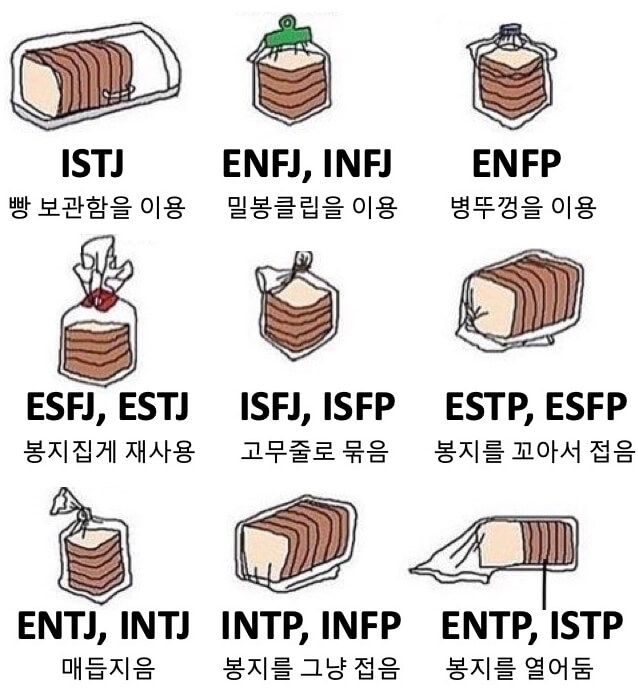 ISTJ
빵 보관함을 이용
ENFJ, INFJ
밀봉클립을 이용
ENFP
병뚜껑을 이용
ESFJ, ESTJ
봉지집게 재사용
ISFJ, ISFP
고무줄로 묶음
ESTP, ESFP
봉지를 꼬아서 접음
ENTJ, INTJ
매듭지음
INTP, INFP
봉지를 그냥 접음
ENTP, ISTP
봉지를 열어둠